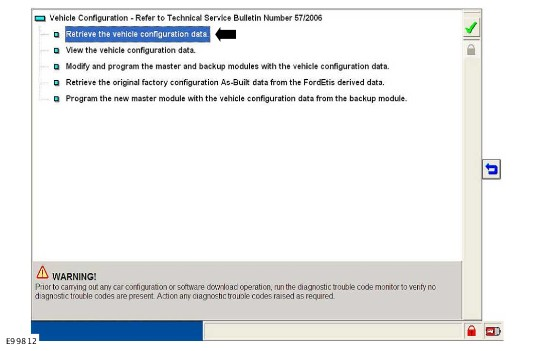 Vehicle Configuration - Refer to Technical Service Bulletin Number 57/2006
Retrieve the vehicle configuration data.
View the vehicle configuration data.
Modify and program the master and backup modules with the vehicle configuration data.
Retrieve the original factory configuration As-Built data from the FordEtis derived data.
Program the new master module with the vehicle configuration data from the backup module.
WARNING!
Prior to carrying out any car configuration or software download operation, run the diagnostic trouble code monitor to verify no
diagnostic trouble codes are present. Action any diagnostic trouble codes raised as required.
E99812